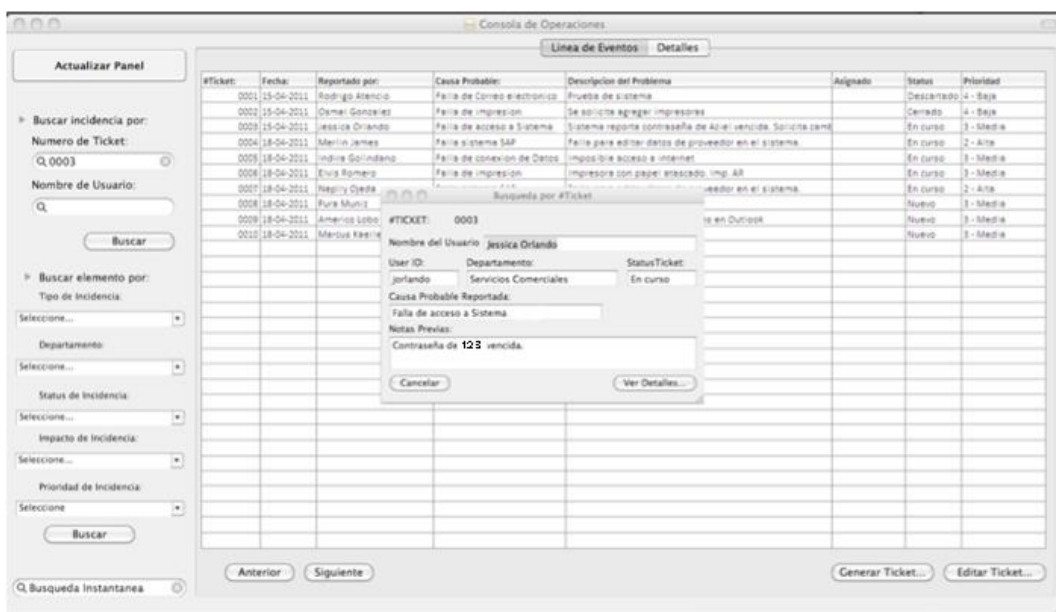 Consola de Operaciones
Linea de Eventos Detalles
Actualizar Panel
Buscar incidencia por:
Numero de Ticket:
0003
Nombre de Usuario:
Buscar
Buscar elemento por:
Tipo de Incidencia:
Seleccione...
Departamento:
Seleccione...
Status de Incidencia:
Seleccione...
Impacto de Incidencia:
Seleccione...
Prioridad de Incidencia:
Seleccione
Buscar
Busqueda Instantanea
#Ticket: Fecha: Reportado por: Causa Probable: Descripcion del Problema Asignado Status Prioridad
0001 15-04-2011 Rodrigo Atencio Falla de Correo electronico Prueba de sistema Descartado 4 - Baja
0002 15-04-2011 Osmel Gonzalez Falla de impresion Se solicita agregar impresoras Cerrado 4 - Baja
0003 15-04-2011 Jessica Orlando Falla de acceso a Sistema Sistema reporta contraseña de vencida. Solicita En curso 3 - Media
0004 18-04-2011 Merlin James Falla sistema SAP Falla para editar datos de proveedor en el sistema. En curso 2 - Alta
0005 18-04-2011 Indira Falla de conexion de Datos Imposible acceso a internet En curso 3 - Media
0006 18-04-2011 Elvis Romero Falla de impresion Impresora con papel atascado. Imp. AR En curso 3 - Media
0007 18-04-2011 Ojeda en el sistema. En curso 2 - Alta
0008 18-04-2011 Pura Muniz Nuevo 3 - Media
0009 18-04-2011 Americo Lobo en Outlook Nuevo 3 - Media
0010 18-04-2011 Nuevo 3 - Media
Busqueda por #Ticket
#TICKET: 0003
Nombre del Usuario Jessica Orlando
User ID: Departamento: StatusTicket:
jorlando Servicios Comerciales En curso
Causa Probable Reportada:
Falla de acceso a Sistema
Notas Previas:
Contraseña de 123 vencida.
Cancelar Ver Detalles...
Anterior Siguiente Generar Ticket... Editar Ticket...